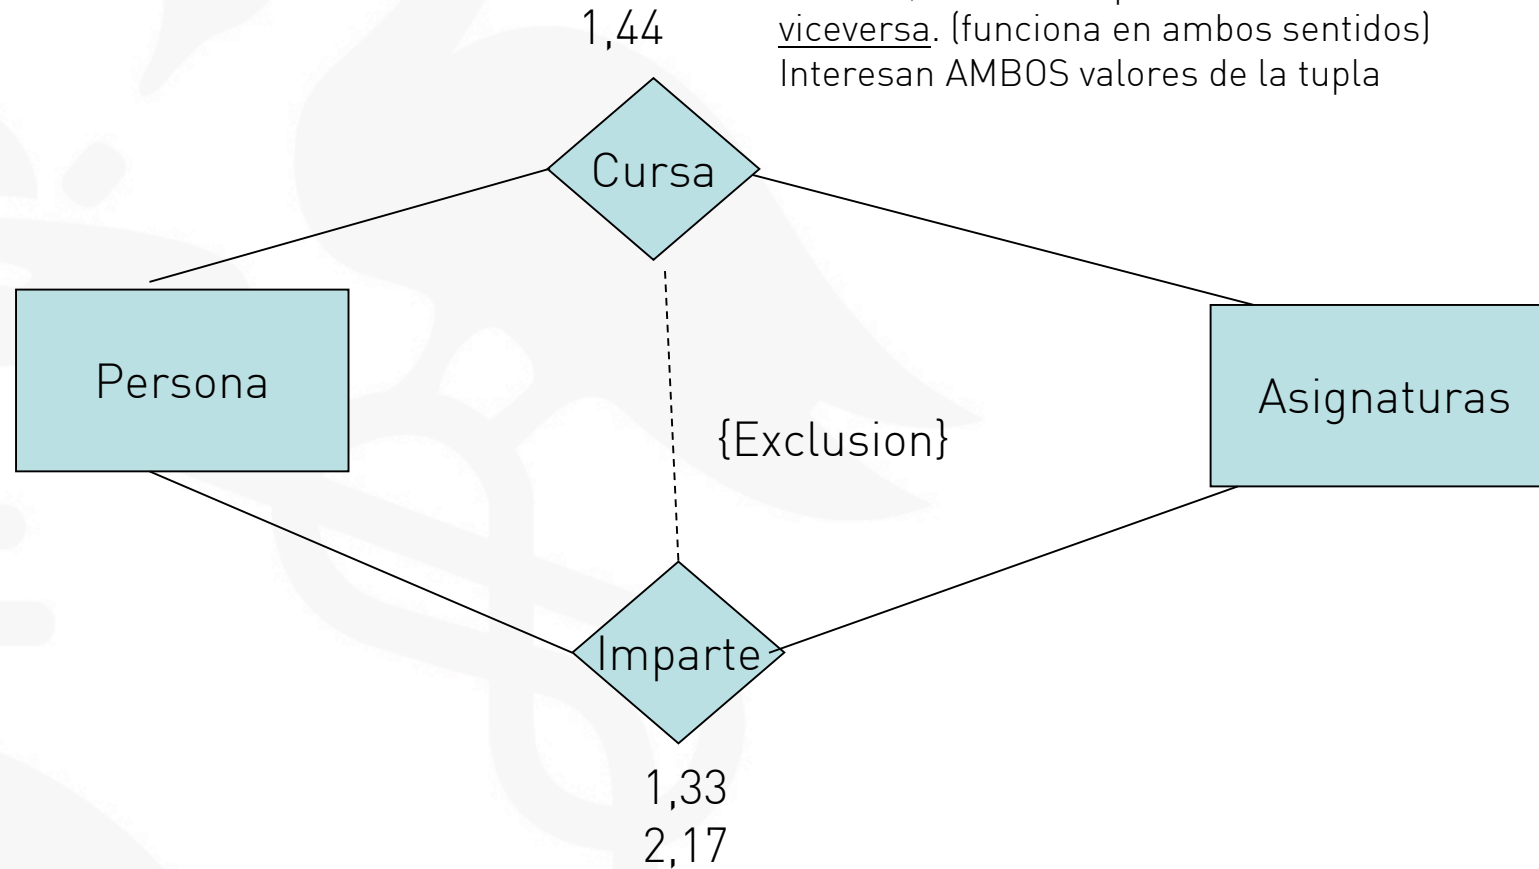 1,44
viceversa. (funciona en ambos sentidos)
Interesan AMBOS valores de la tupla
Cursa
Persona
Asignaturas
{Exclusion}
Imparte
1,33
2,17